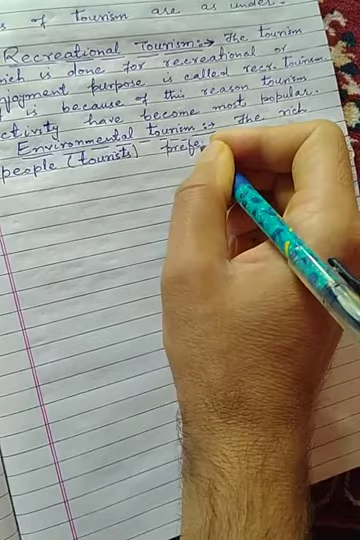 s of tourism are as under.
Recreational Tourism:→ The tourism
which is done for recreational or
enjoyment purpose is called recr. tourism
is because of this reason tourism
activity have become most popular.
Environmental tourism:→ The rich
people (tourists) prefe